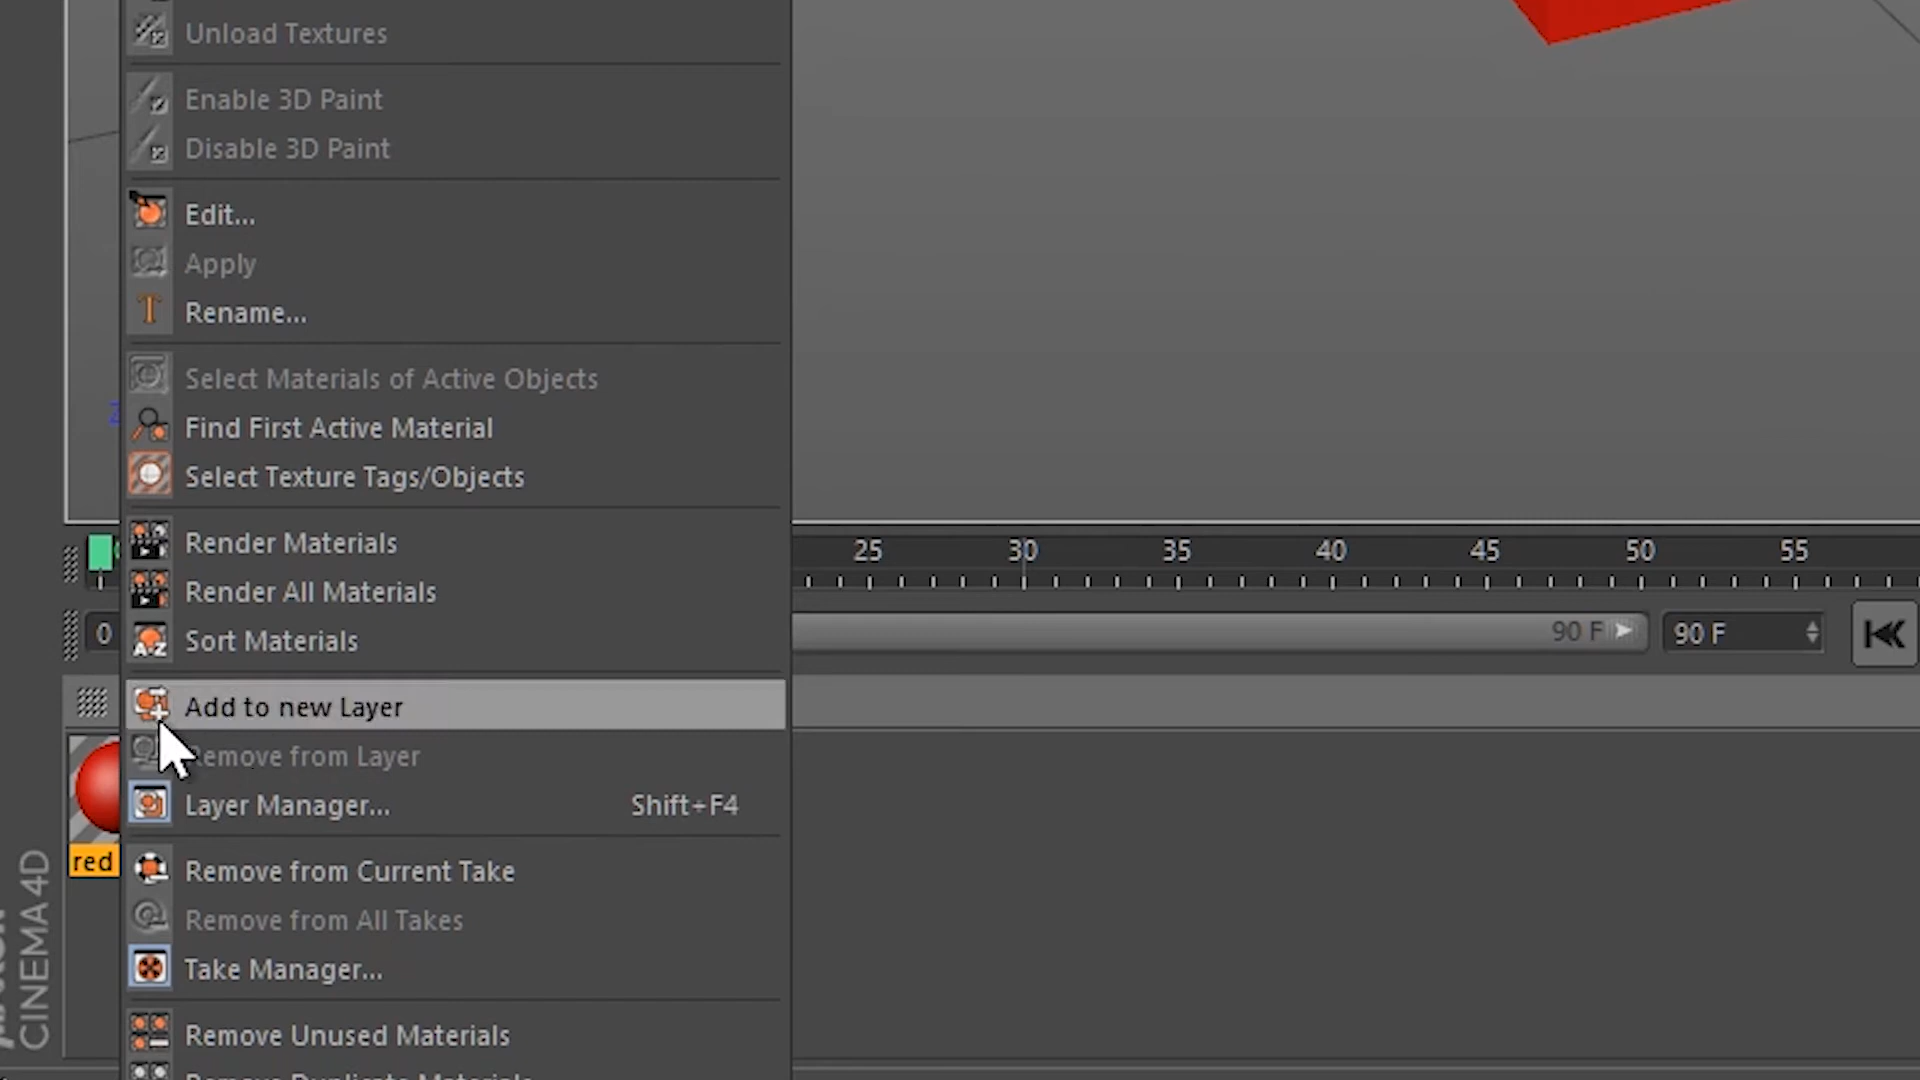 Unload Textures
Enable 3D Paint
Disable 3D Paint
Edit...
Apply
Rename...
Select Materials of Active Objects
Find First Active Material
Select Texture Tags/Objects
Z
Render Materials
Render All Materials
Sort Materials
25 30 35 40 45 50 55
0
90 F
90 F
Add to new Layer
Remove from Layer
Layer Manager... Shift+F4
red
Remove from Current Take
Remove from All Takes
Take Manager...
Remove Unused Materials
CINEMA 4D